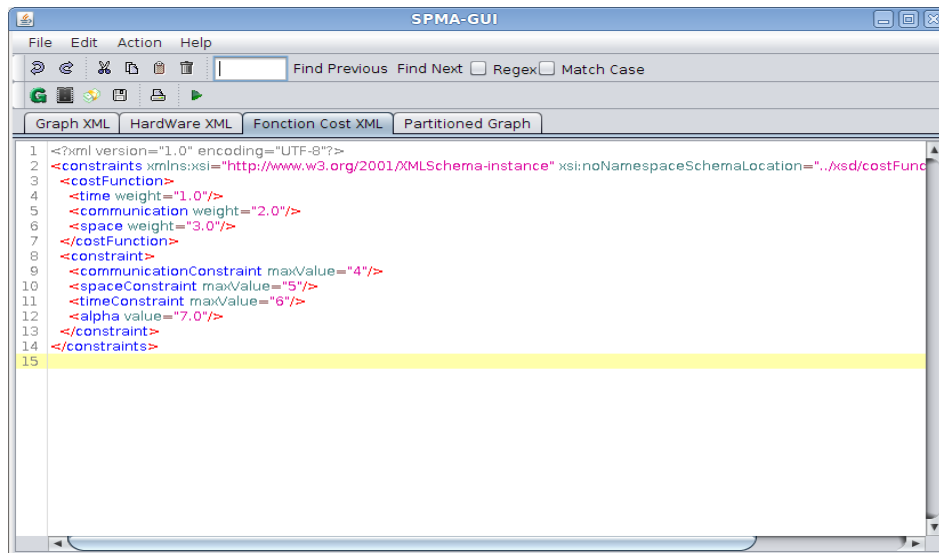 SPMA-GUI
File Edit Action Help
Find Previous Find Next Regex Match Case
G
Graph XML HardWare XML Fonction Cost XML Partitioned Graph
1 <?xml version="1.0" encoding="UTF-8"?>
2 <constraints xmlns:xsi="http://www.w3.org/2001/XMLSchema-instance" xsi:noNamespaceSchemaLocation="../xsd/costFunc
3 <costFunction>
4 <time weight="1.0"/>
5 <communication weight="2.0"/>
6 <space weight="3.0"/>
7 </costFunction>
8 <constraint>
9 <communicationConstraint maxValue="4"/>
10 <spaceConstraint maxValue="5"/>
11 <timeConstraint maxValue="6"/>
12 <alpha value="7.0"/>
13 </constraint>
14 </constraints>
15